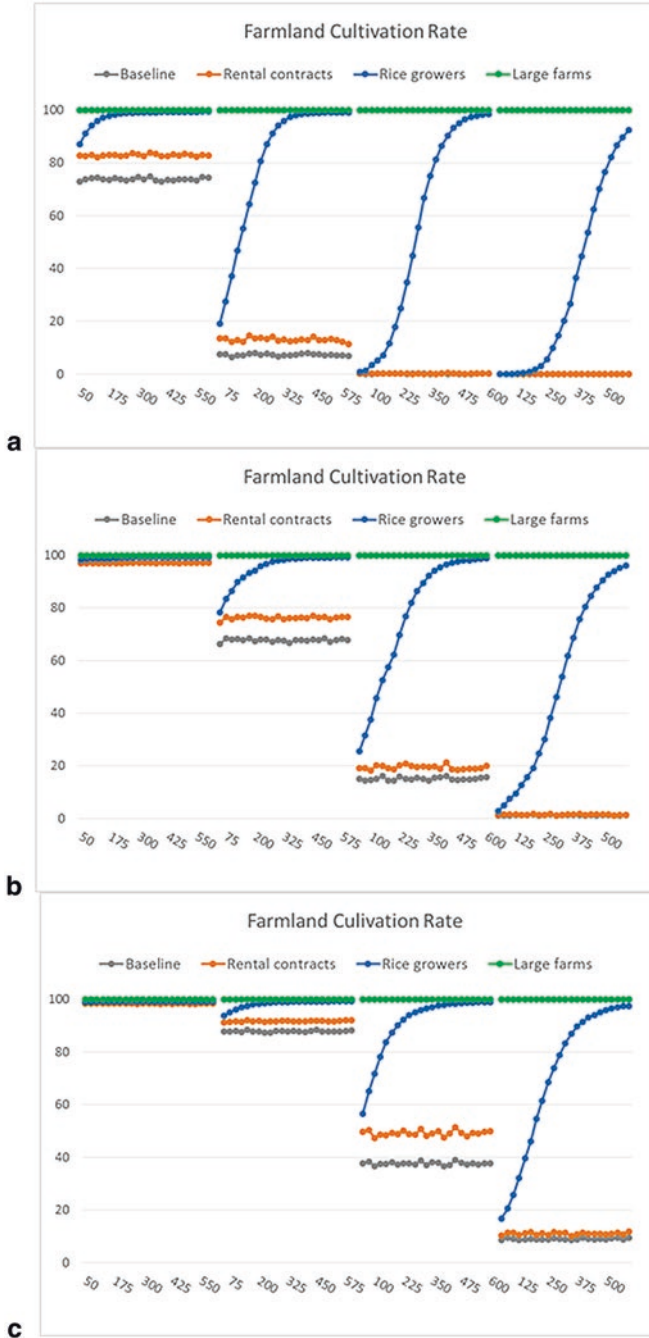 Farmland Cultivation Rate
Baseline Rental contracts Rice growers Large farms
100
80
60
40
20
0
50 175 300 425 550 75 200 325 450 575 100 225 350 475 600 125 250 375 500
a
Farmland Cultivation Rate
Baseline Rental contracts Rice growers Large farms
100
80
60
40
20
0
50 175 300 425 550 75 200 325 450 575 100 225 350 475 600 125 250 375 500
b
Farmland Culivation Rate
Baseline Rental contracts Rice growers Large farms
100
80
60
40
20
0
50 175 300 425 550 75 200 325 450 575 100 225 350 475 600 125 250 375 500
c